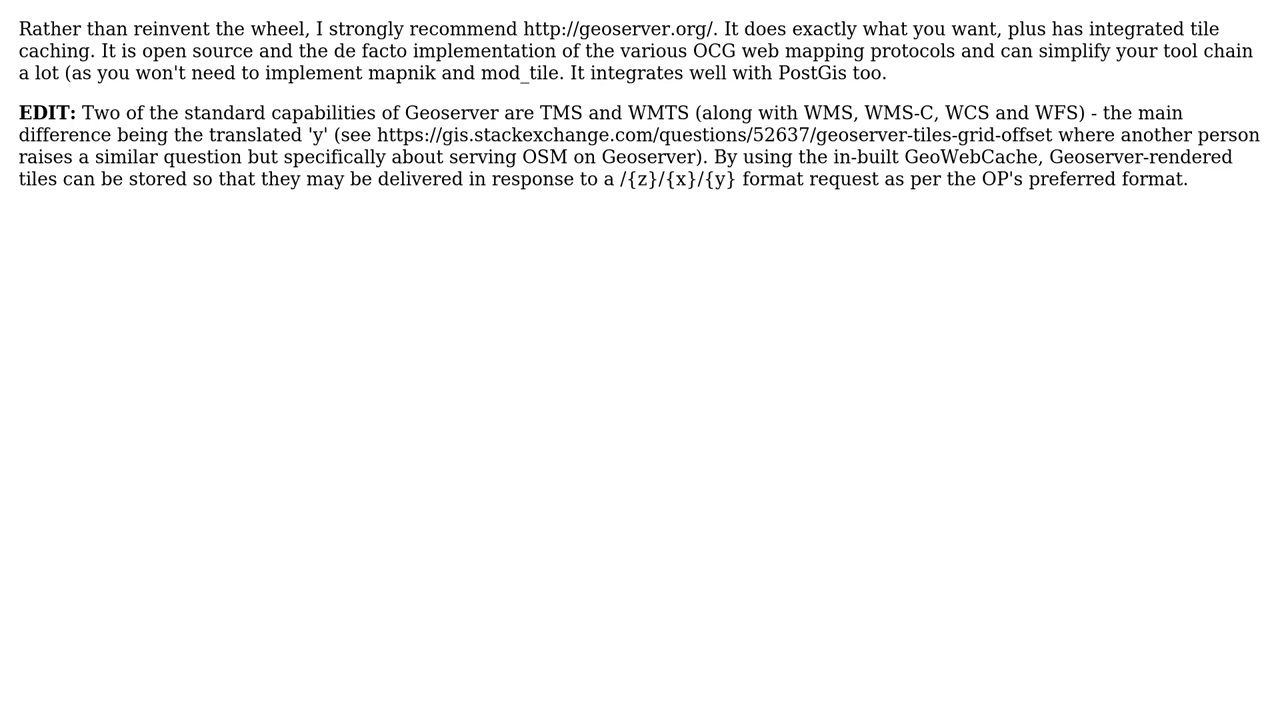 Rather than reinvent the wheel, I strongly recommend http://geoserver.org/. It does exactly what you want, plus has integrated tile
caching. It is open source and the de facto implementation of the various OCG web mapping protocols and can simplify your tool chain
a lot (as you won't need to implement mapnik and mod_tile. It integrates well with PostGis too.
EDIT: Two of the standard capabilities of Geoserver are TMS and WMTS (along with WMS, WMS-C, WCS and WFS) - the main
difference being the translated 'y' (see https://gis.stackexchange.com/questions/52637/geoserver-tiles-grid-offset where another person
raises a similar question but specifically about serving OSM on Geoserver). By using the in-built GeoWebCache, Geoserver-rendered
tiles can be stored so that they may be delivered in response to a /{z}/{x}/{y} format request as per the OP's preferred format.